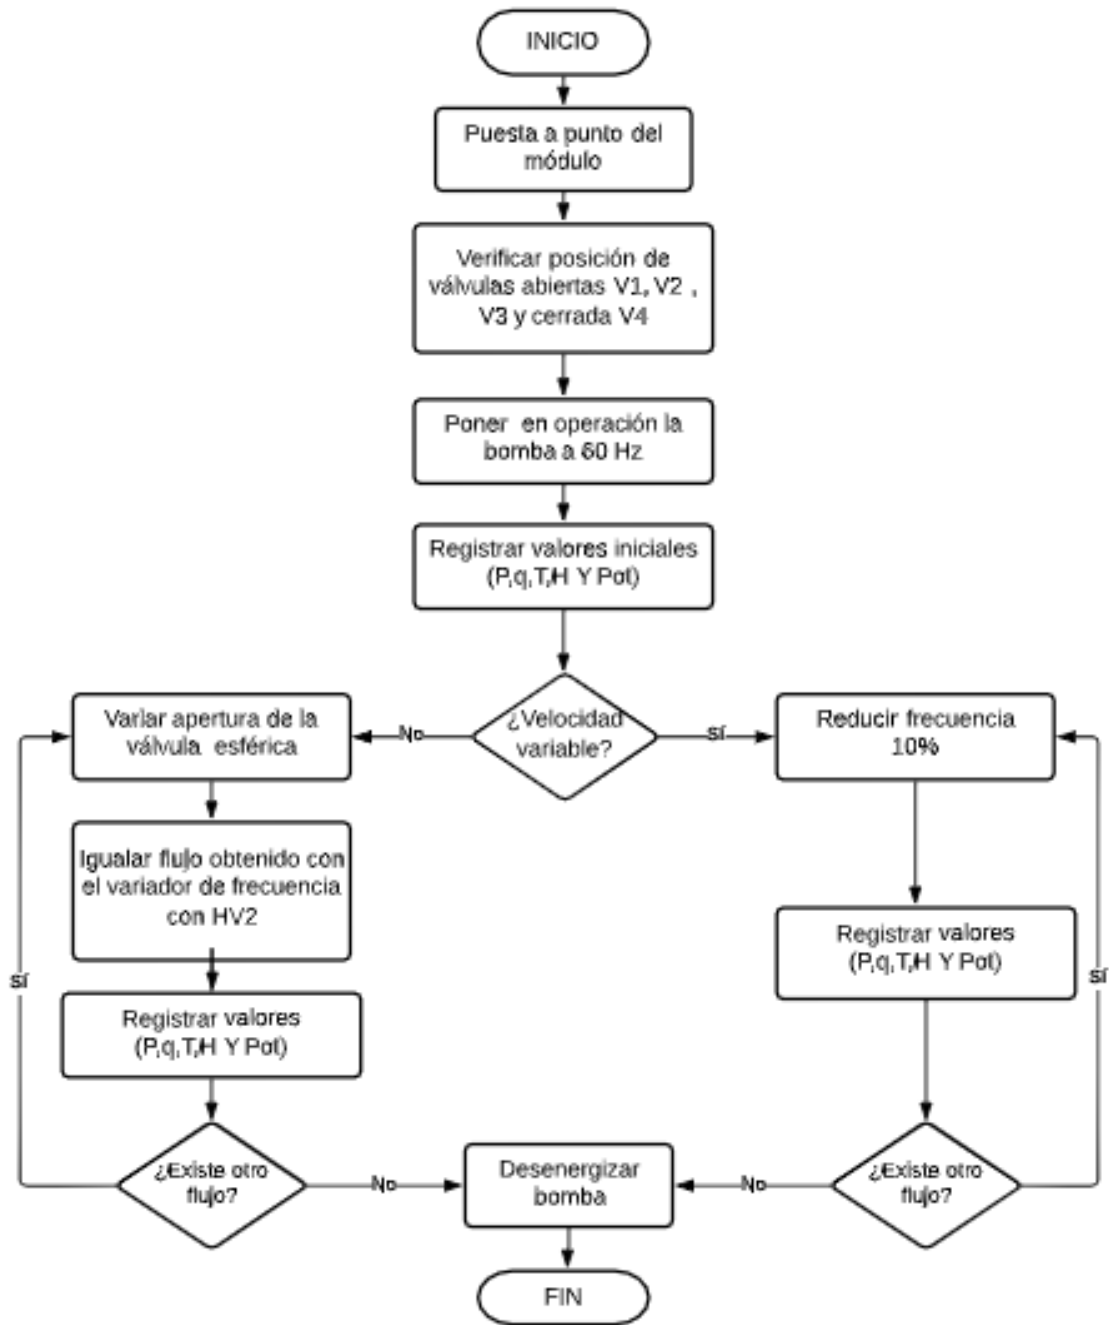 INICIO
Puesta a punto del
módulo
Verificar posición de
válvulas abiertas V1, V2 ,
V3 y cerrada V4
Poner en operación la
bomba a 60 Hz
Registrar valores iniciales
(P,q,T,H Y Pot)
¿Velocidad
variable?
No
Sí
Variar apertura de la
válvula esférica
Igualar flujo obtenido con
el variador de frecuencia
con HV2
Registrar valores
(P,q,T,H Y Pot)
¿Existe otro
flujo?
Sí
No
Reducir frecuencia
10%
Registrar valores
(P,q,T,H Y Pot)
¿Existe otro
flujo?
Sí
No
Desenergizar
bomba
FIN